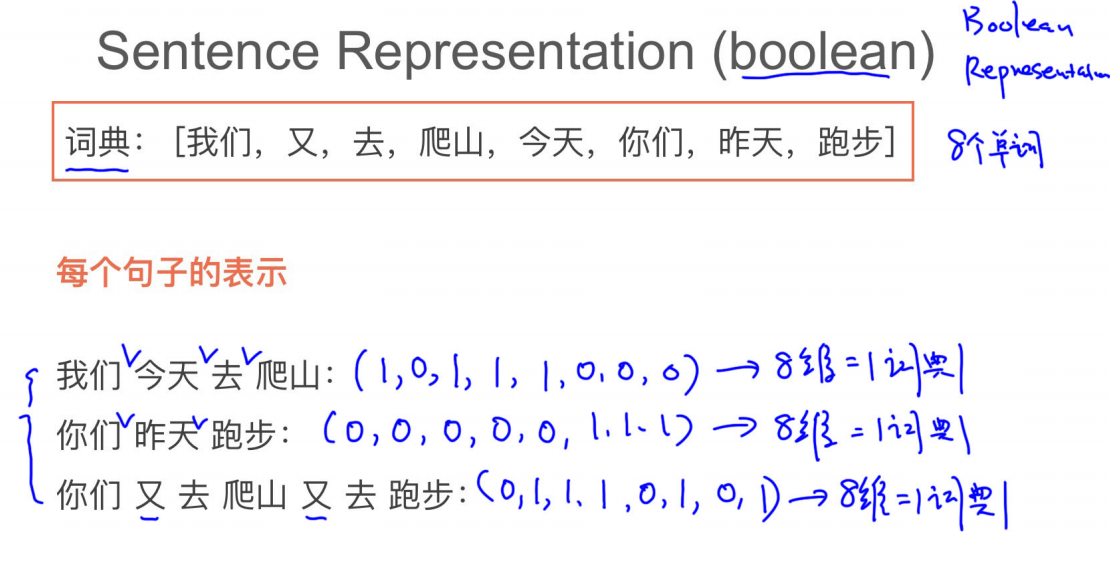 Sentence Representation (boolean)
Boolean
Representation
词典：[我们，又，去，爬山，今天，你们，昨天，跑步]
8个单词
每个句子的表示
我们 今天 去 爬山：(1,0,1,1,1,0,0,0) → 8维=|词典|
你们 昨天 跑步：(0,0,0,0,0,1,1,1) → 8维=|词典|
你们 又 去 爬山 又 去 跑步：(0,1,1,1,0,1,0,1) → 8维=|词典|